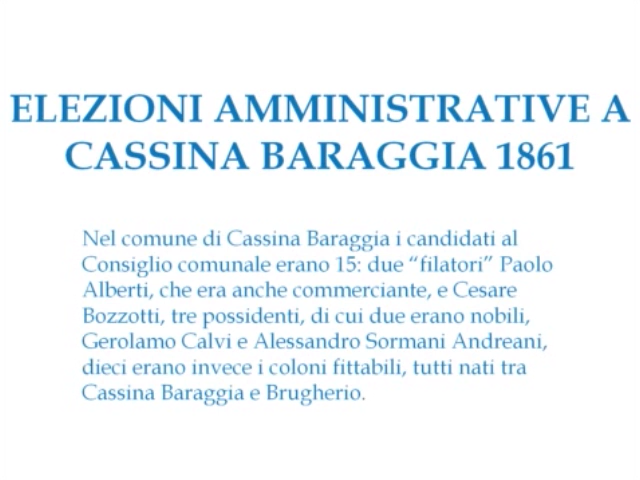 ELEZIONI AMMINISTRATIVE A
CASSINA BARAGGIA 1861
Nel comune di Cassina Baraggia i candidati al
Consiglio comunale erano 15: due “filatori” Paolo
Alberti, che era anche commerciante, e Cesare
Bozzotti, tre possidenti, di cui due erano nobili,
Gerolamo Calvi e Alessandro Sormani Andreani,
dieci erano invece i coloni fittabili, tutti nati tra
Cassina Baraggia e Brugherio.